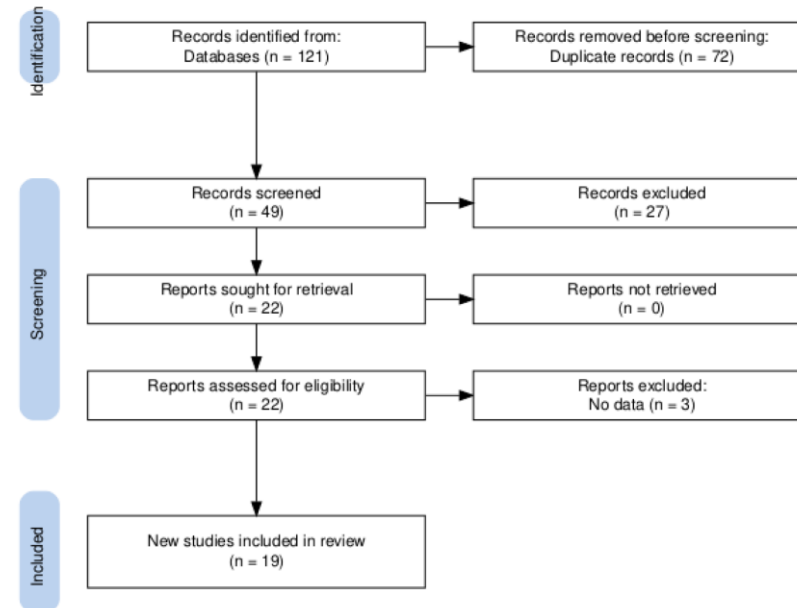 Identification
Records identified from:
Databases (n = 121)
Records removed before screening:
Duplicate records (n = 72)
Screening
Records screened
(n = 49)
Records excluded
(n = 27)
Reports sought for retrieval
(n = 22)
Reports not retrieved
(n = 0)
Reports assessed for eligibility
(n = 22)
Reports excluded:
No data (n = 3)
Included
New studies included in review
(n = 19)